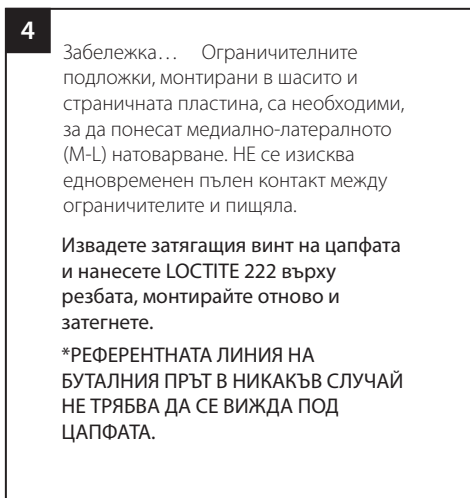 4
Забележка… Ограничителните
подложки, монтирани в шасито и
страничната пластина, са необходими,
за да понесат медиално-латералното
(M-L) натоварване. НЕ се изисква
едновременен пълен контакт между
ограничителите и пищяла.
Извадете затягащия винт на цапфата
и нанесете LOCTITE 222 върху
резбата, монтирайте отново и
затегнете.
*РЕФЕРЕНТНАТА ЛИНИЯ НА
БУТАЛНИЯ ПРЪТ В НИКАКЪВ СЛУЧАЙ
НЕ ТРЯБВА ДА СЕ ВИЖДА ПОД
ЦАПФАТА.